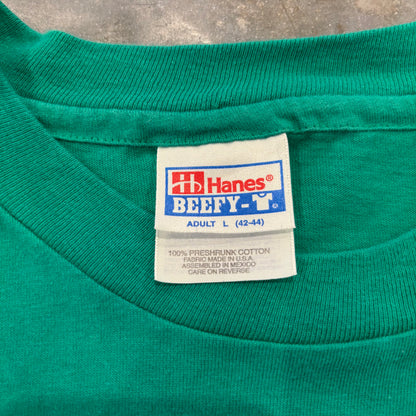 Hanes®
BEEFY-T®
ADULT L (42-44)
100% PRESHRUNK COTTON
FABRIC MADE IN U.S.A.
ASSEMBLED IN MEXICO
CARE ON REVERSE